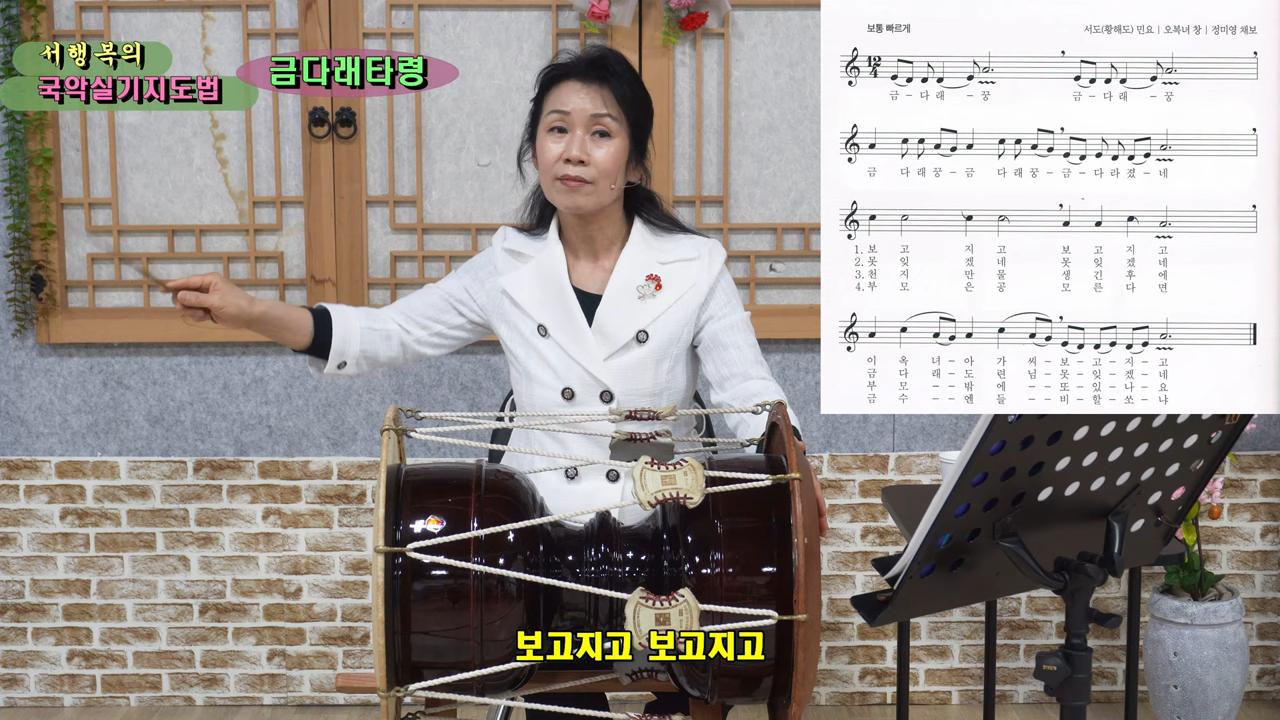 서행복의
국악실기지도법
금다래타령
보통 빠르게
서도(황해도) 민요 | 오복녀 창 | 정미영 채보
12
4
금 - 다 래 - 꿍 금 - 다 래 - 꿍
금 다 래 꿍 - 금 다 래 꿍 - 금 - 다 라 졌 - 네
1. 보 고 지 고 보 고 지 고
2. 못 잊 겠 네 못 잊 겠 네
3. 천 지 만 물 생 긴 후 에
4. 부 모 은 공 모 른 다 면
이 옥 녀 - 아 가 씨 - 보 - 고 - 지 - 고
금 다 래 - 도 련 님 - 못 - 잊 - 겠 - 네
부 모 - - 밖 에 - - 또 - 있 - 나 - 요
금 수 - - 엔 들 - - 비 - 할 - 쏘 - 냐
보고지고 보고지고